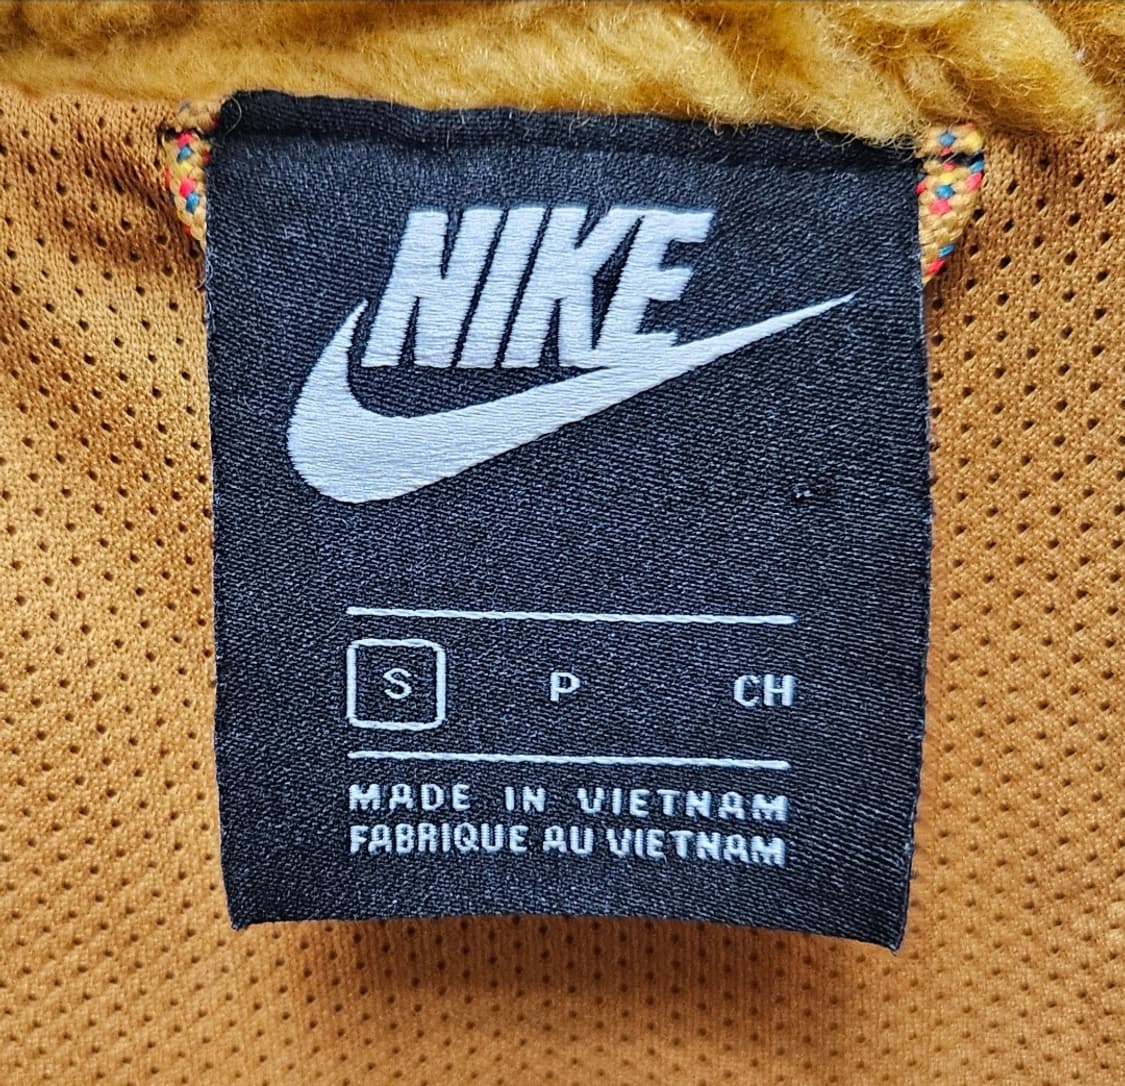 NIKE
S P CH
MADE IN VIETNAM
FABRIQUE AU VIETNAM